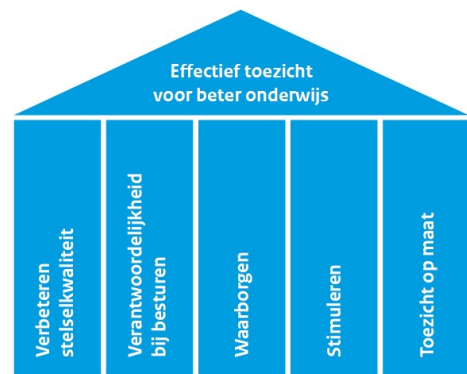 Effectief toezicht
voor beter onderwijs
Verbeteren
stelselkwaliteit
Verantwoordelijkheid
bij besturen
Waarborgen
Stimuleren
Toezicht op maat